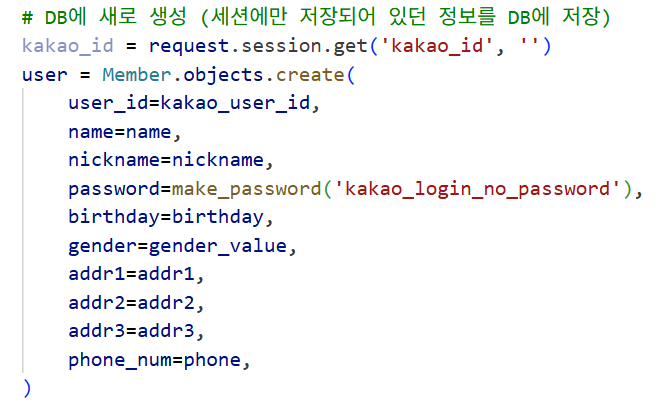 # DB에 새로 생성 (세션에만 저장되어 있던 정보를 DB에 저장)
kakao_id = request.session.get('kakao_id', '')
user = Member.objects.create(
    user_id=kakao_user_id,
    name=name,
    nickname=nickname,
    password=make_password('kakao_login_no_password'),
    birthday=birthday,
    gender=gender_value,
    addr1=addr1,
    addr2=addr2,
    addr3=addr3,
    phone_num=phone,
)